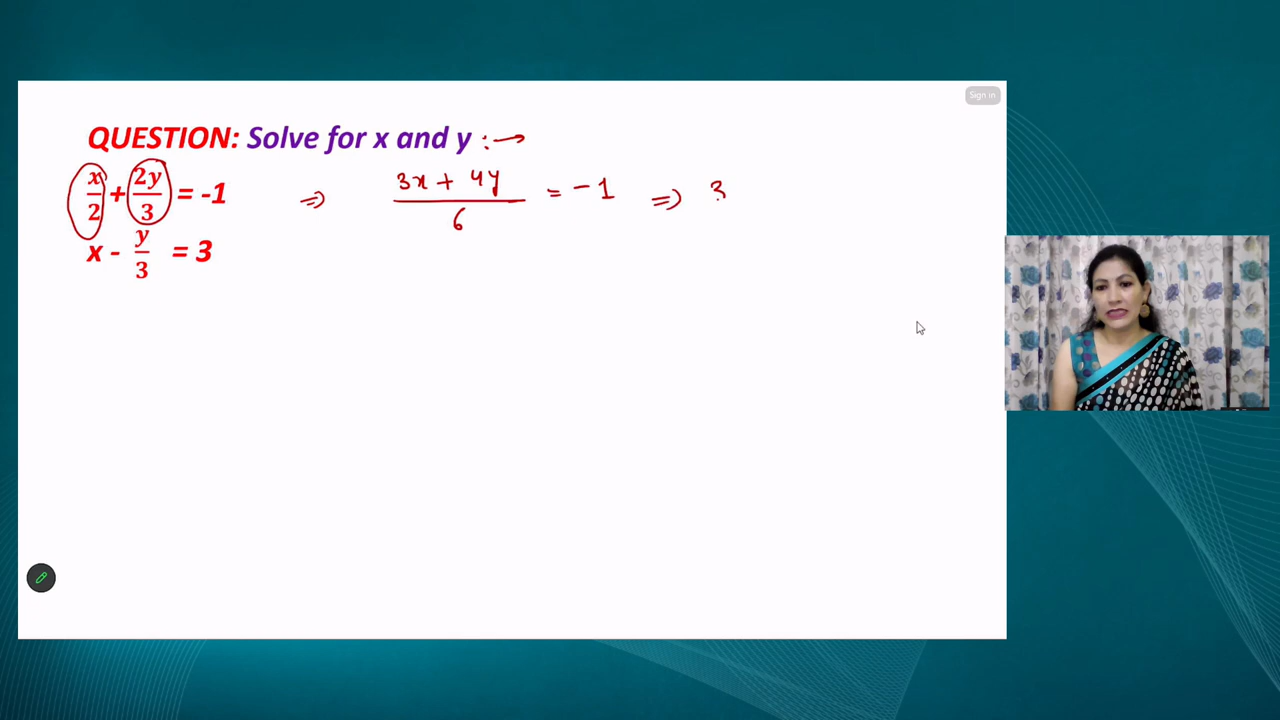 Sign in
QUESTION: Solve for x and y :→
x/2 + 2y/3 = -1 ⇒ (3x + 4y)/6 = -1 ⇒ 3
x - y/3 = 3